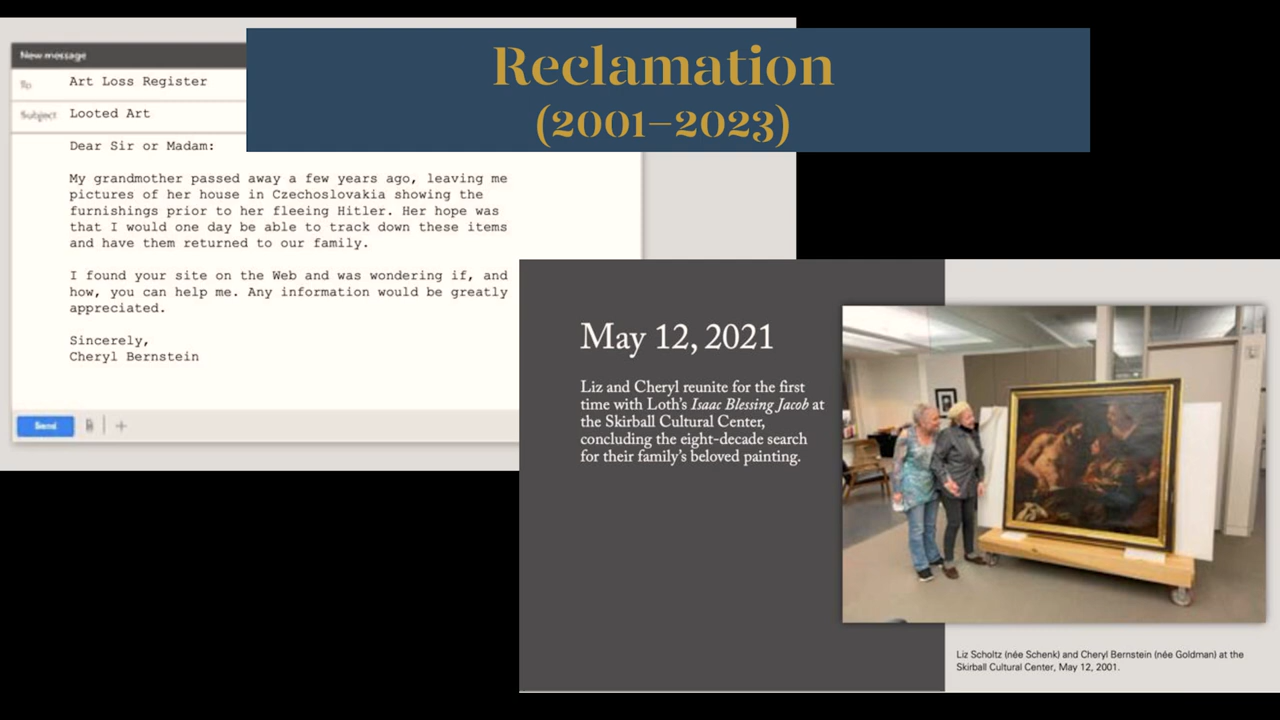 Reclamation
(2001–2023)
New message
To Art Loss Register
Subject Looted Art
Dear Sir or Madam:
My grandmother passed away a few years ago, leaving me
pictures of her house in Czechoslovakia showing the
furnishings prior to her fleeing Hitler. Her hope was
that I would one day be able to track down these items
and have them returned to our family.
I found your site on the Web and was wondering if, and
how, you can help me. Any information would be greatly
appreciated.
Sincerely,
Cheryl Bernstein
Send
May 12, 2021
Liz and Cheryl reunite for the first
time with Loth’s Isaac Blessing Jacob at
the Skirball Cultural Center,
concluding the eight-decade search
for their family’s beloved painting.
Liz Scholtz (née Schenk) and Cheryl Bernstein (née Goldman) at the
Skirball Cultural Center, May 12, 2001.